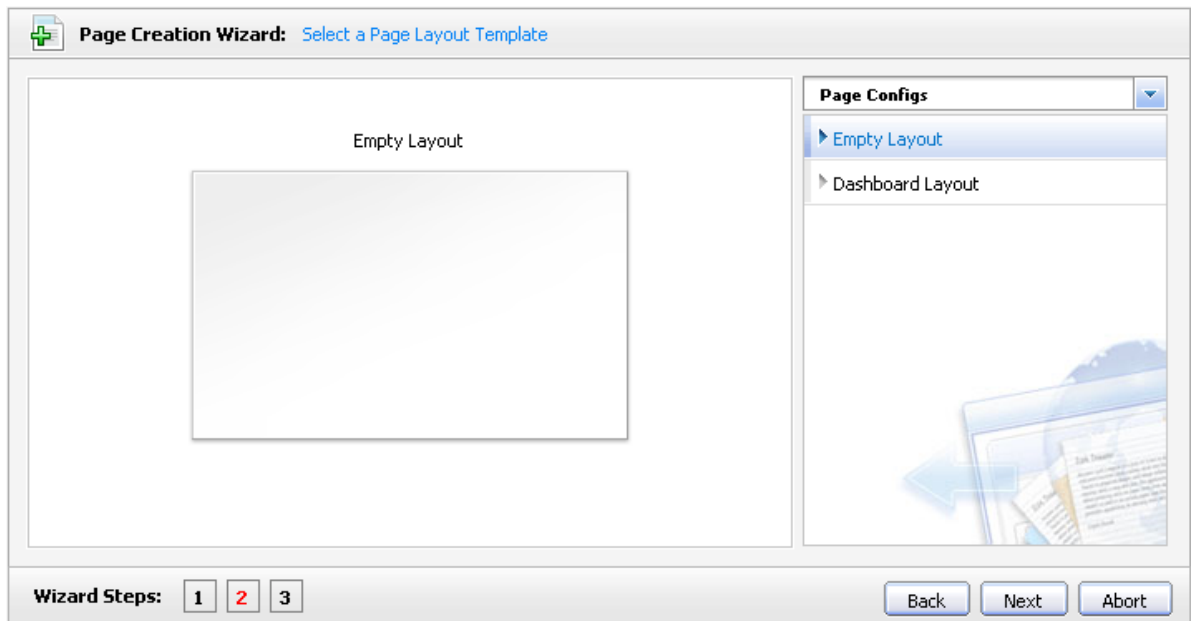 Page Creation Wizard: Select a Page Layout Template
Empty Layout
Page Configs
Empty Layout
Dashboard Layout
Wizard Steps: 1 2 3
Back Next Abort